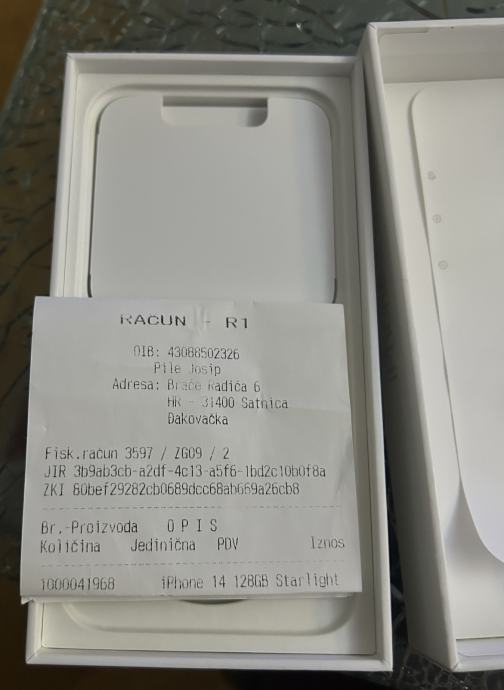 RACUN - R1
OIB: 43088502326
Pile Josip
Adresa: Braće Radića 6
HR - 31400 Satnica
Đakovačka
Fisk.račun 3597 / ZG09 / 2
JIR 3b9ab3cb-a2df-4c13-a5f6-1bd2c10b0f8a
ZKI 80bef29282cb0689dcc68ab669a26cb8
Br.-Proizvoda O P I S
Količina Jedinična PDV Iznos
1000041968 iPhone 14 128GB Starlight